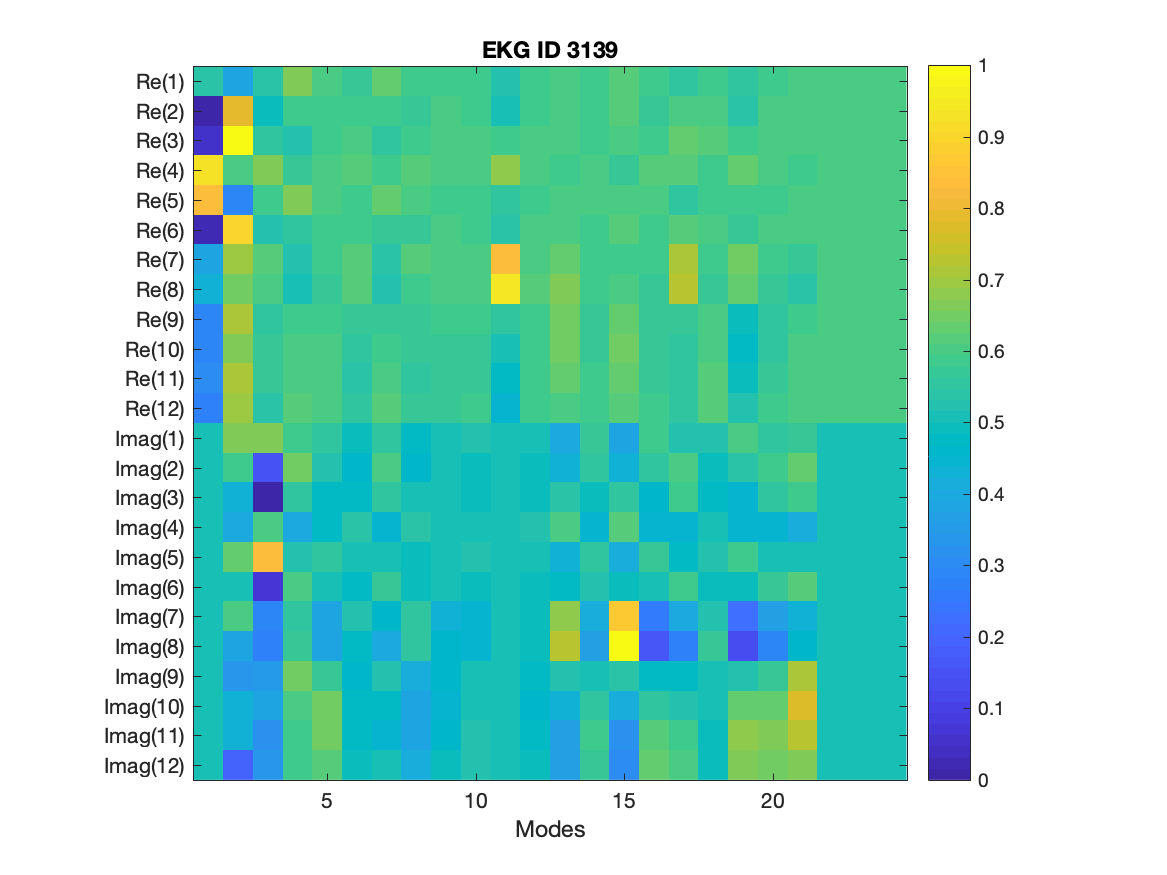 EKG ID 3139
Re(1)
Re(2)
Re(3)
Re(4)
Re(5)
Re(6)
Re(7)
Re(8)
Re(9)
Re(10)
Re(11)
Re(12)
Imag(1)
Imag(2)
Imag(3)
Imag(4)
Imag(5)
Imag(6)
Imag(7)
Imag(8)
Imag(9)
Imag(10)
Imag(11)
Imag(12)
5 10 15 20
Modes
1
0.9
0.8
0.7
0.6
0.5
0.4
0.3
0.2
0.1
0